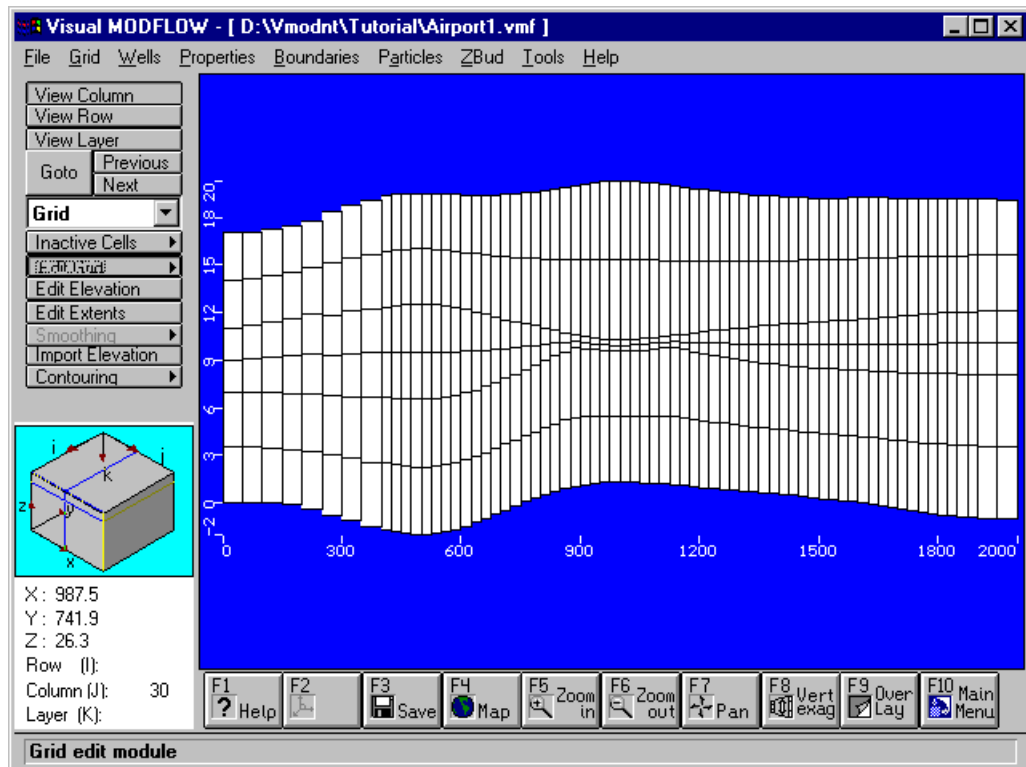 Visual MODFLOW - [ D:\Vmodnt\Tutorial\Airport1.vmf ]
File Grid Wells Properties Boundaries Particles ZBud Tools Help
View Column
View Row
View Layer
Goto
Previous
Next
Grid
Inactive Cells
Edit Grid
Edit Elevation
Edit Extents
Smoothing
Import Elevation
Contouring
20
18
15
12
9
6
3
0
-2
0 300 600 900 1200 1500 1800 2000
i
j
k
z
y
x
X: 987.5
Y: 741.9
Z: 26.3
Row (I):
Column (J): 30
Layer (K):
F1 ? Help
F2
F3 Save
F4 Map
F5 Zoom in
F6 Zoom out
F7 Pan
F8 Vert exag
F9 Over Lay
F10 Main Menu
Grid edit module